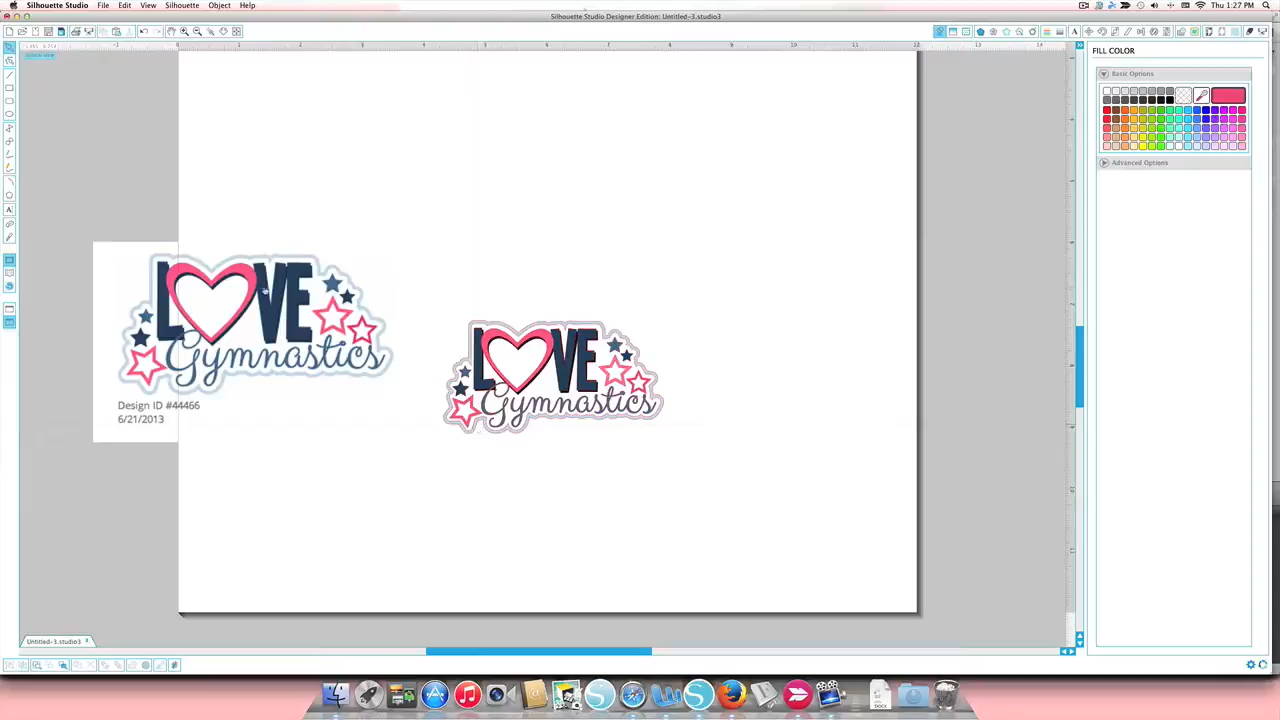 Silhouette Studio File Edit View Silhouette Object Help Thu 1:27 PM
Silhouette Studio Designer Edition: Untitled-3.studio3
FILL COLOR
Basic Options
Advanced Options
LOVE
Gymnastics
Design ID #44466
6/21/2013
LOVE
Gymnastics
Untitled-3.studio3